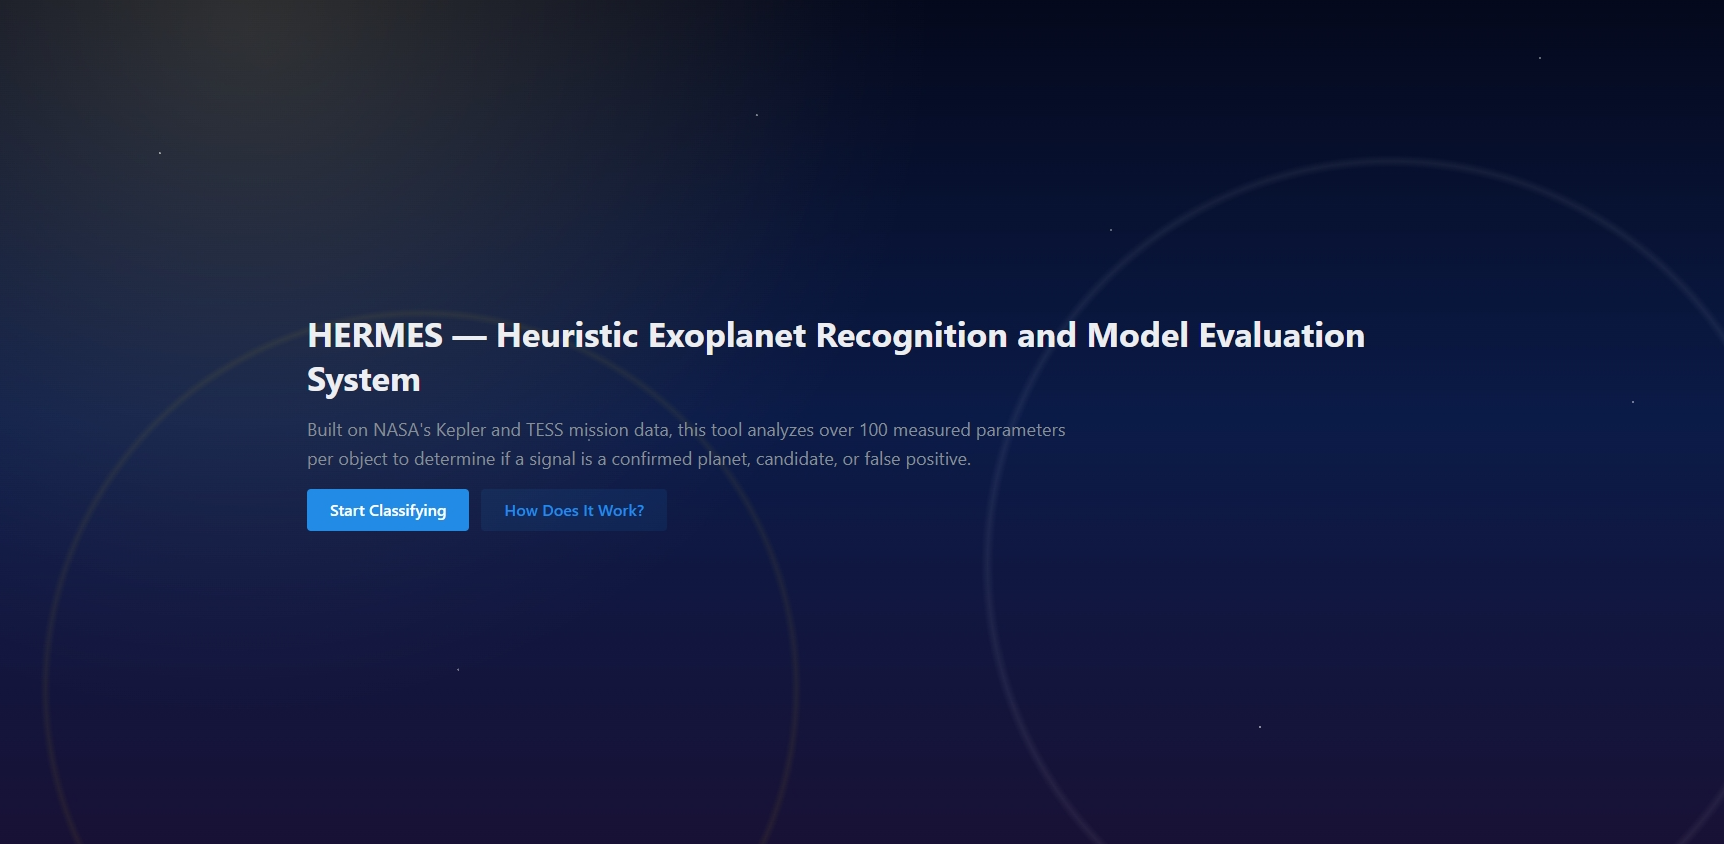 HERMES — Heuristic Exoplanet Recognition and Model Evaluation
System
Built on NASA's Kepler and TESS mission data, this tool analyzes over 100 measured parameters
per object to determine if a signal is a confirmed planet, candidate, or false positive.
Start Classifying
How Does It Work?